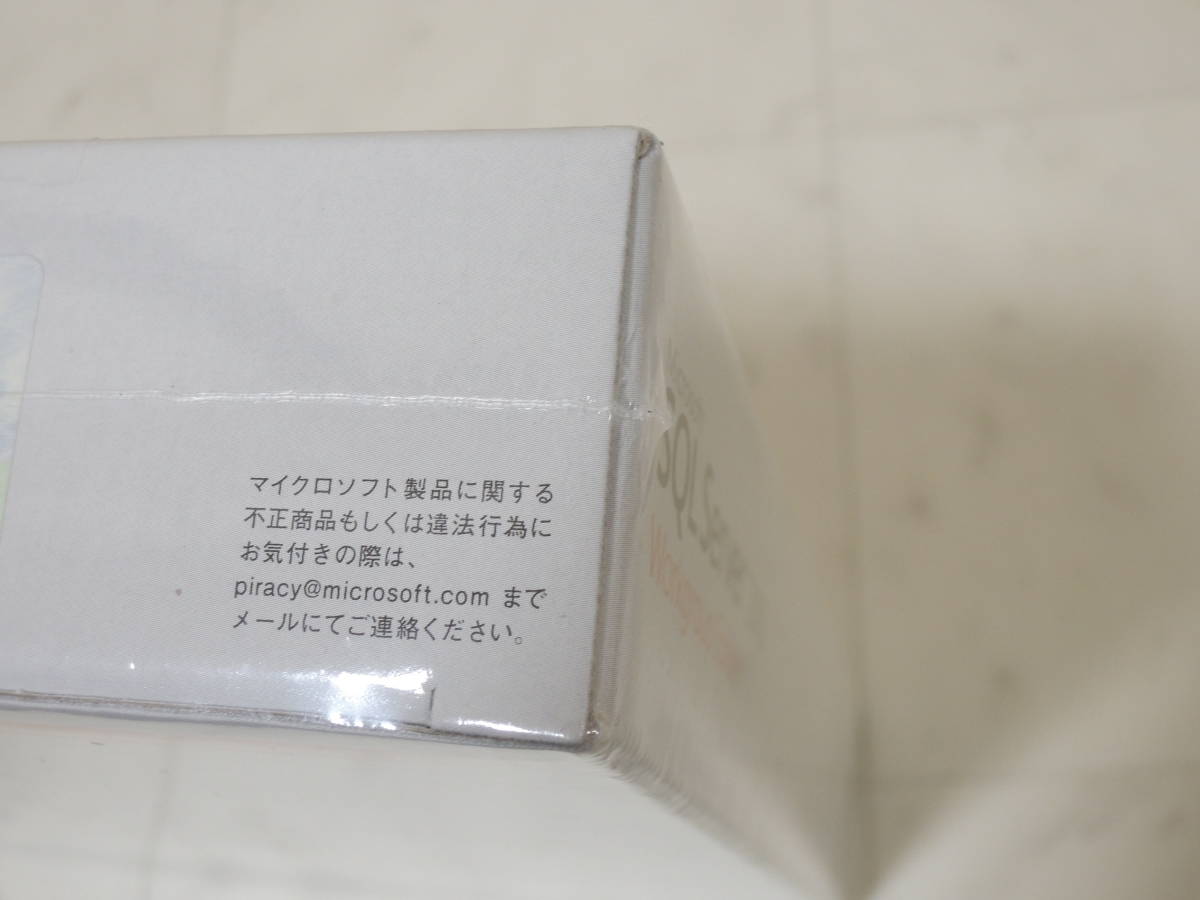 マイクロソフト製品に関する
不正商品もしくは違法行為に
お気付きの際は、
piracy@microsoft.com まで
メールにてご連絡ください。
Microsoft
SQL Server